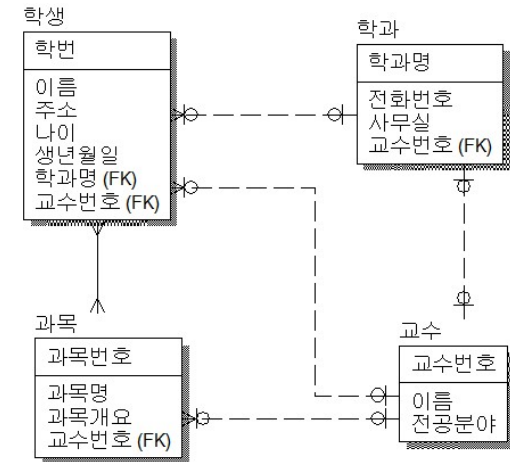 학생
학번
이름
주소
나이
생년월일
학과명 (FK)
교수번호 (FK)
학과
학과명
전화번호
사무실
교수번호 (FK)
과목
과목번호
과목명
과목개요
교수번호 (FK)
교수
교수번호
이름
전공분야